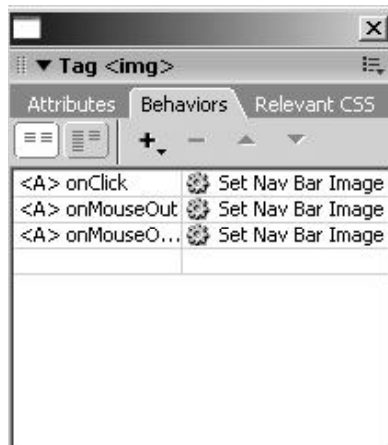 Tag <img>
Attributes Behaviors Relevant CSS
<A> onClick Set Nav Bar Image
<A> onMouseOut Set Nav Bar Image
<A> onMouseO... Set Nav Bar Image